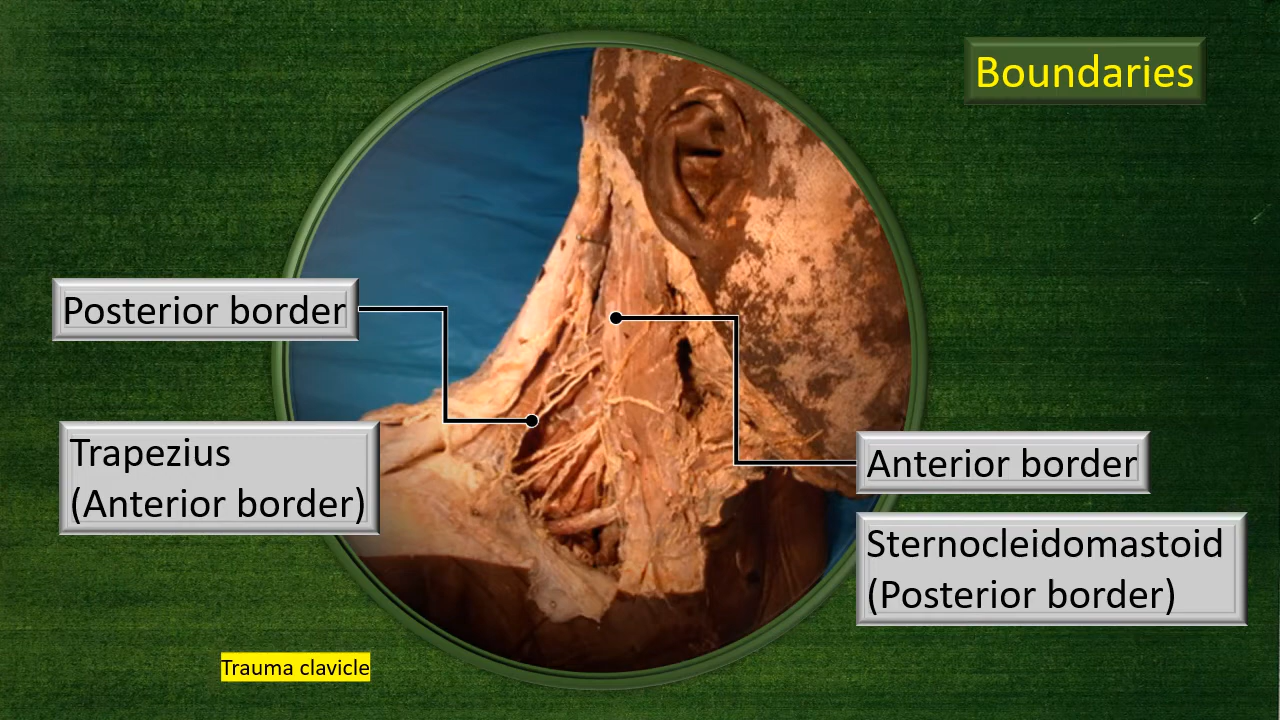 Boundaries
Posterior border
Trapezius
(Anterior border)
Anterior border
Sternocleidomastoid
(Posterior border)
Trauma clavicle